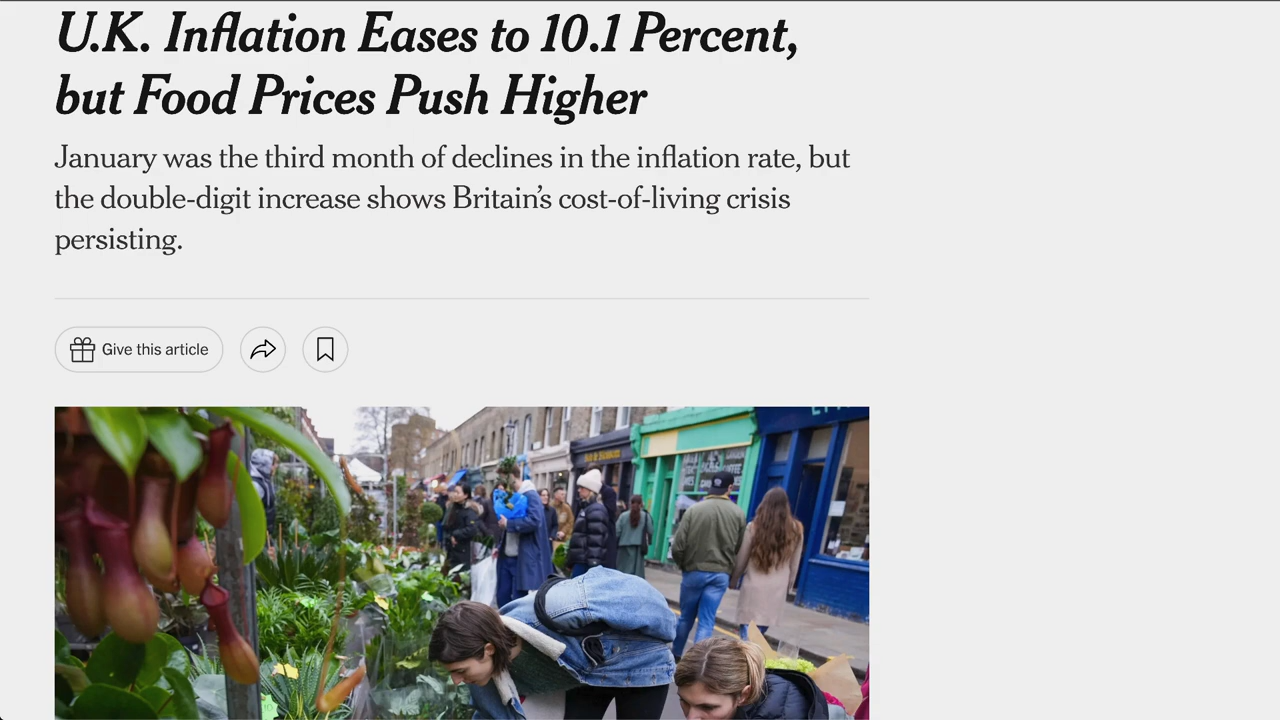 U.K. Inflation Eases to 10.1 Percent,
but Food Prices Push Higher
January was the third month of declines in the inflation rate, but
the double-digit increase shows Britain’s cost-of-living crisis
persisting.
Give this article